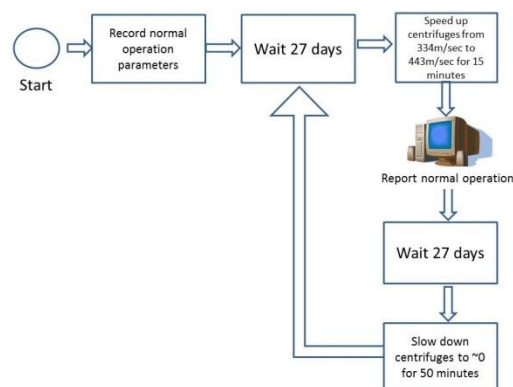 Start
Record normal
operation
parameters
Wait 27 days
Speed up
centrifuges from
334m/sec to
443m/sec for 15
minutes
Report normal operation
Wait 27 days
Slow down
centrifuges to ~0
for 50 minutes